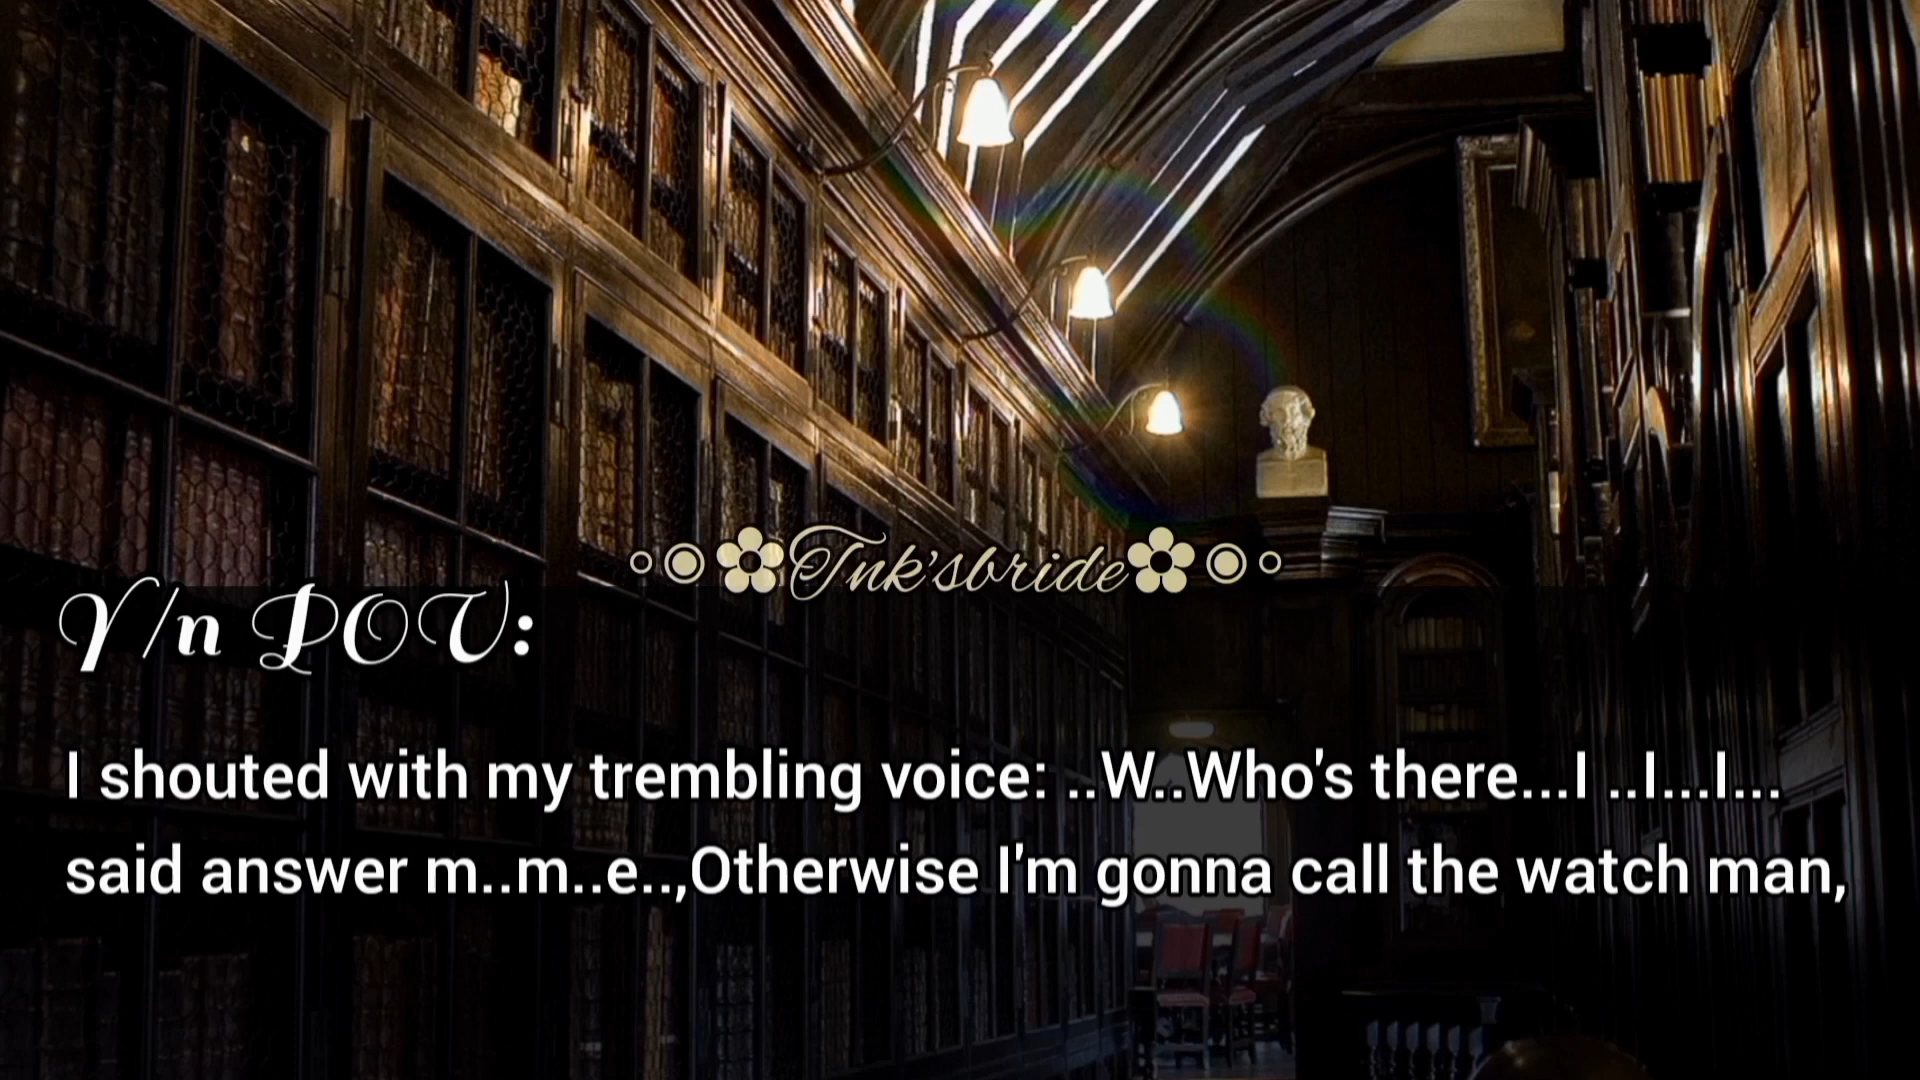 °◉✿Tnk'sbride✿◉°
Y/n POV:
I shouted with my trembling voice: ..W..Who's there...I ..I...I...
said answer m..m..e..,Otherwise I'm gonna call the watch man,